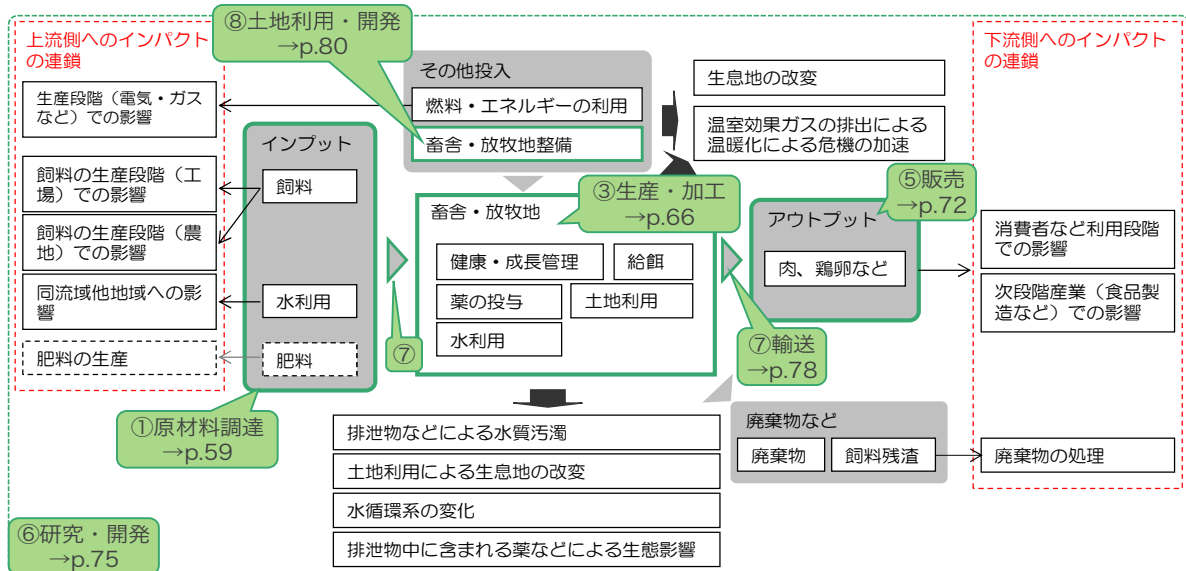 ⑧土地利用・開発
→p.80
上流側へのインパクト
の連鎖
下流側へのインパクト
の連鎖
その他投入
燃料・エネルギーの利用
畜舎・放牧地整備
生息地の改変
温室効果ガスの排出による
温暖化による危機の加速
生産段階（電気・ガス
など）での影響
飼料の生産段階（工
場）での影響
飼料の生産段階（農
地）での影響
同流域他地域への影
響
肥料の生産
インプット
飼料
水利用
肥料
①原材料調達
→p.59
⑦
畜舎・放牧地
③生産・加工
→p.66
健康・成長管理
給餌
薬の投与
土地利用
水利用
⑤販売
→p.72
アウトプット
肉、鶏卵など
⑦輸送
→p.78
消費者など利用段階
での影響
次段階産業（食品製
造など）での影響
排泄物などによる水質汚濁
土地利用による生息地の改変
水循環系の変化
排泄物中に含まれる薬などによる生態影響
廃棄物など
廃棄物
飼料残渣
廃棄物の処理
⑥研究・開発
→p.75